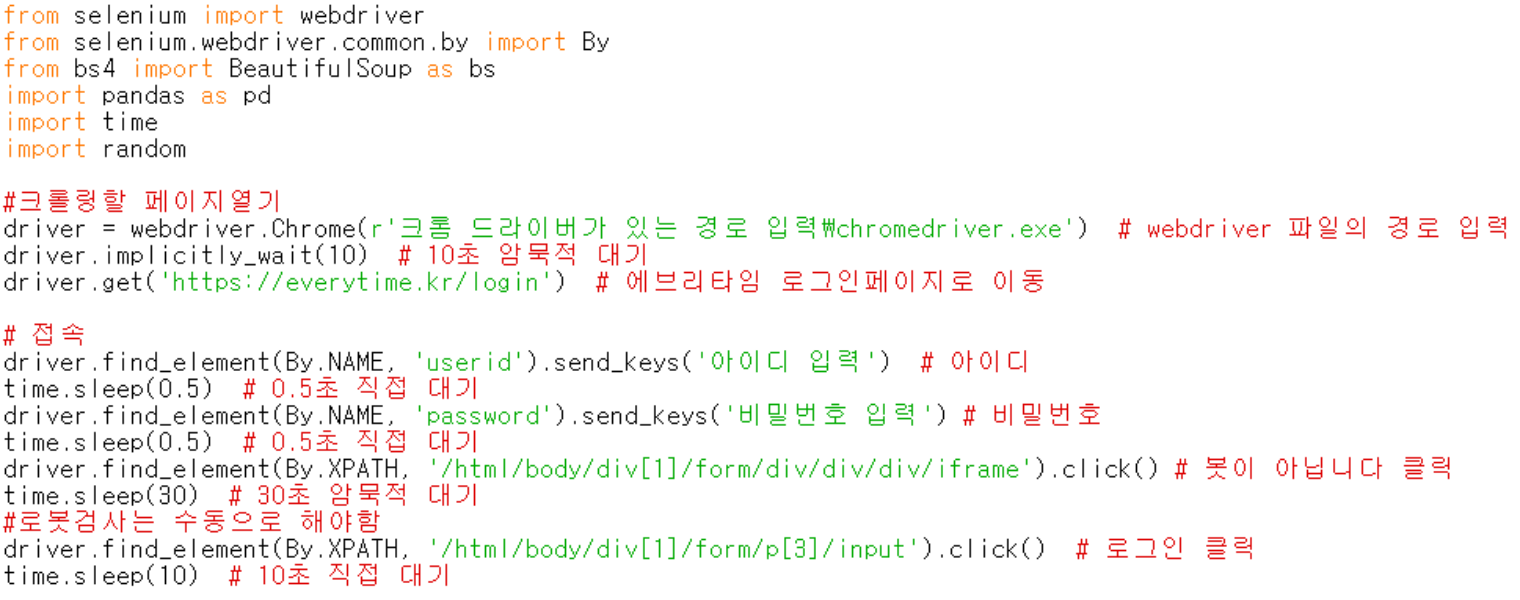 from selenium import webdriver
from selenium.webdriver.common.by import By
from bs4 import BeautifulSoup as bs
import pandas as pd
import time
import random
#크롤링할 페이지열기
driver = webdriver.Chrome(r'크롬 드라이버가 있는 경로 입력₩chromedriver.exe')  # webdriver 파일의 경로 입력
driver.implicitly_wait(10)  # 10초 암묵적 대기
driver.get('https://everytime.kr/login')  # 에브리타임 로그인페이지로 이동
# 접속
driver.find_element(By.NAME, 'userid').send_keys('아이디 입력')  # 아이디
time.sleep(0.5)  # 0.5초 직접 대기
driver.find_element(By.NAME, 'password').send_keys('비밀번호 입력') # 비밀번호
time.sleep(0.5)  # 0.5초 직접 대기
driver.find_element(By.XPATH, '/html/body/div[1]/form/div/div/div/iframe').click() # 봇이 아닙니다 클릭
time.sleep(30)  # 30초 암묵적 대기
#로봇검사는 수동으로 해야함
driver.find_element(By.XPATH, '/html/body/div[1]/form/p[3]/input').click()  # 로그인 클릭
time.sleep(10)  # 10초 직접 대기